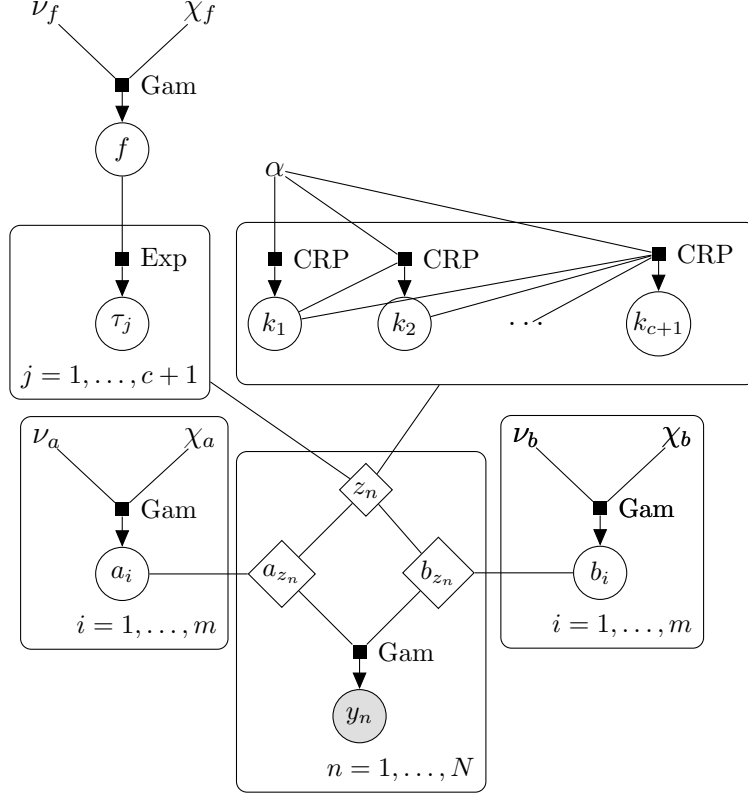 ν_f χ_f
Gam
f
α
Exp CRP CRP CRP
τ_j k_1 k_2 ... k_{c+1}
j = 1, ..., c + 1
ν_a χ_a ν_b χ_b
z_n
Gam Gam
a_i a_{z_n} b_{z_n} b_i
i = 1, ..., m i = 1, ..., m
Gam
y_n
n = 1, ..., N